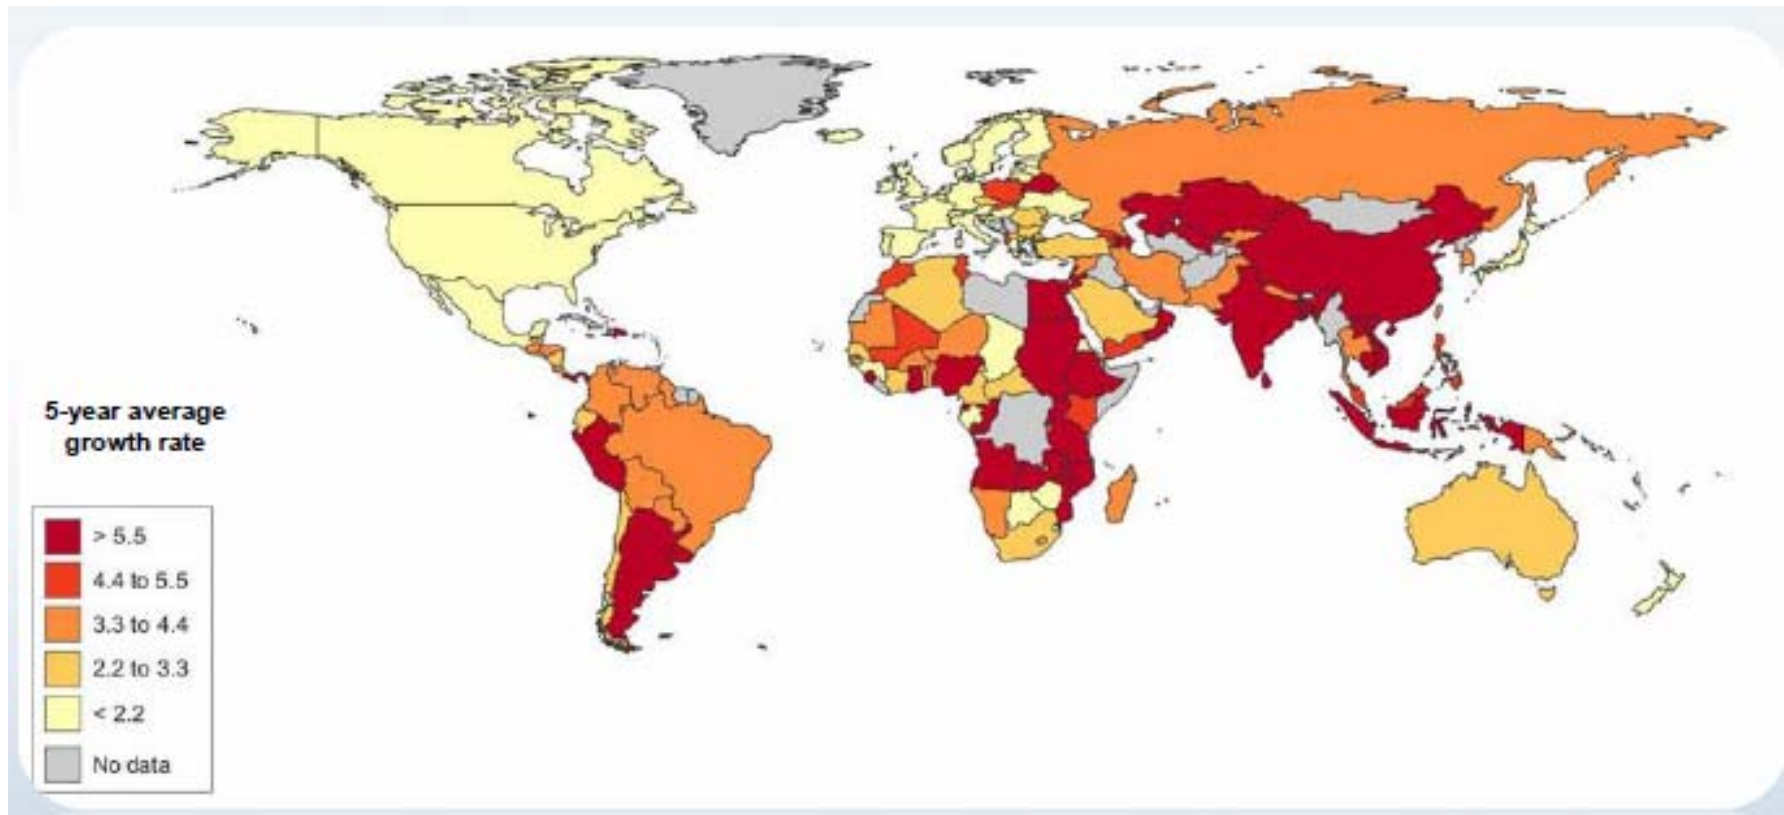 5-year average
growth rate
> 5.5
4.4 to 5.5
3.3 to 4.4
2.2 to 3.3
< 2.2
No data